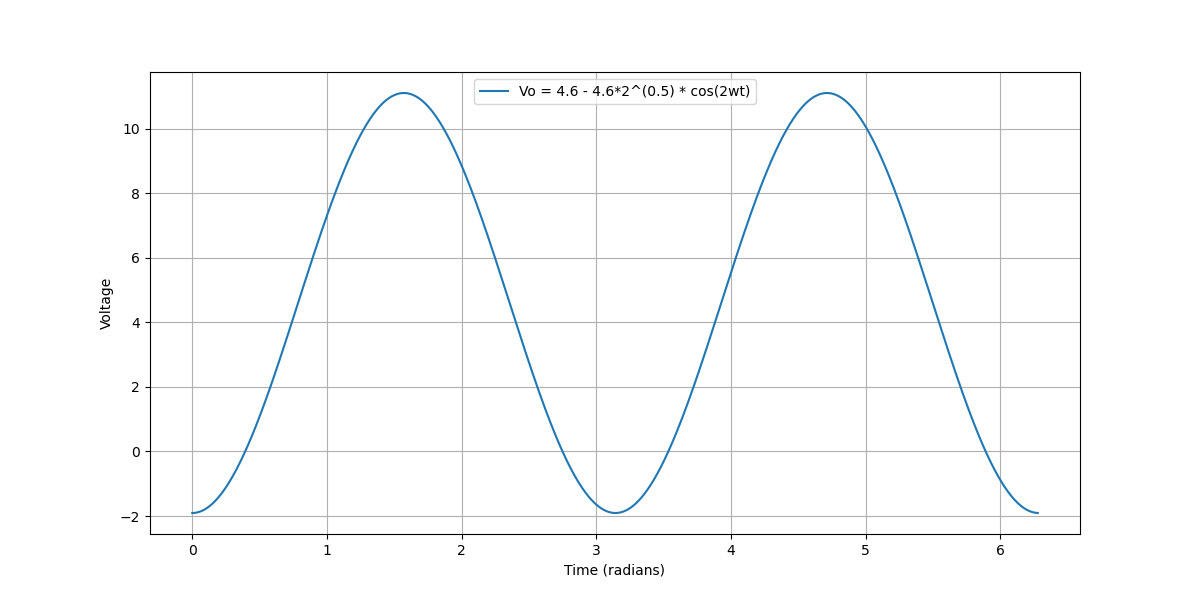 Vo = 4.6 - 4.6*2^(0.5) * cos(2wt)
Voltage
10
8
6
4
2
0
−2
0 1 2 3 4 5 6
Time (radians)